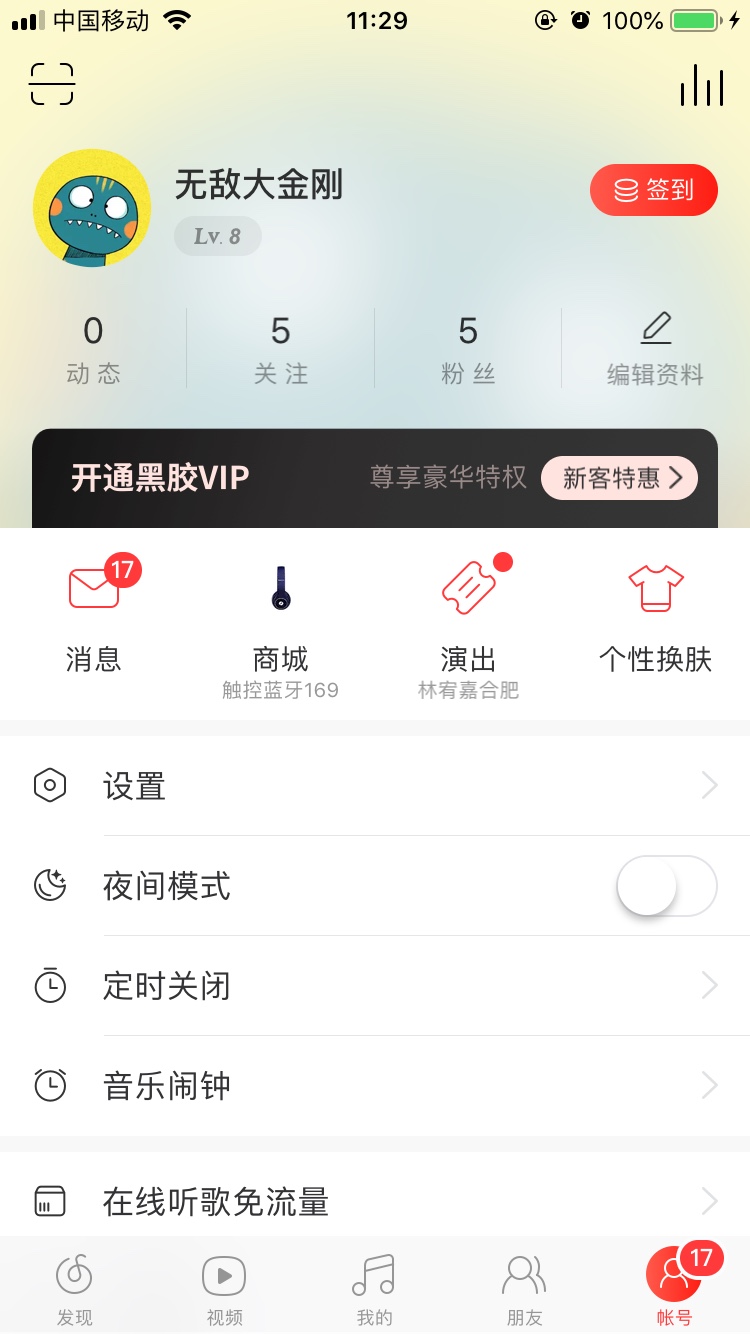 中国移动 11:29 100%
无敌大金刚
签到
Lv. 8
0 5 5
动态 关注 粉丝 编辑资料
开通黑胶VIP 尊享豪华特权 新客特惠
17
消息 商城 演出 个性换肤
触控蓝牙169 林宥嘉合肥
设置
夜间模式
定时关闭
音乐闹钟
在线听歌免流量
17
发现 视频 我的 朋友 帐号